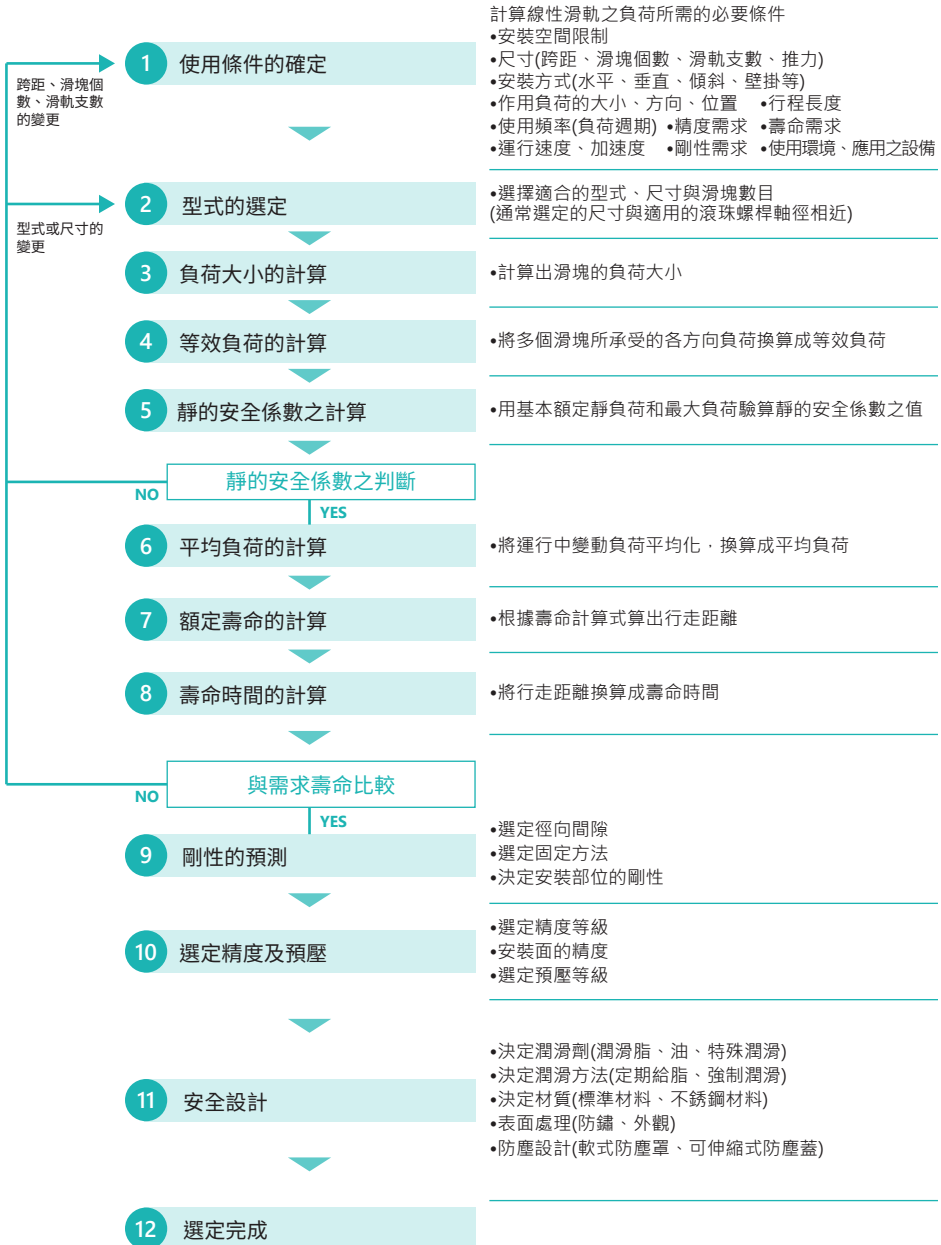 計算線性滑軌之負荷所需的必要條件
•安裝空間限制
1 使用條件的確定
•尺寸(跨距、滑塊個數、滑軌支數、推力)
跨距、滑塊個
數、滑軌支數
的變更
•安裝方式(水平、垂直、傾斜、壁掛等)
•作用負荷的大小、方向、位置 •行程長度
•使用頻率(負荷週期) •精度需求 •壽命需求
•運行速度、加速度 •剛性需求 •使用環境、應用之設備
2 型式的選定
•選擇適合的型式、尺寸與滑塊數目
(通常選定的尺寸與適用的滾珠螺桿軸徑相近)
型式或尺寸的
變更
3 負荷大小的計算
•計算出滑塊的負荷大小
4 等效負荷的計算
•將多個滑塊所承受的各方向負荷換算成等效負荷
5 靜的安全係數之計算
•用基本額定靜負荷和最大負荷驗算靜的安全係數之值
靜的安全係數之判斷
NO
YES
6 平均負荷的計算
•將運行中變動負荷平均化，換算成平均負荷
7 額定壽命的計算
•根據壽命計算式算出行走距離
8 壽命時間的計算
•將行走距離換算成壽命時間
與需求壽命比較
NO
YES
9 剛性的預測
•選定徑向間隙
•選定固定方法
•決定安裝部位的剛性
10 選定精度及預壓
•選定精度等級
•安裝面的精度
•選定預壓等級
11 安全設計
•決定潤滑劑(潤滑脂、油、特殊潤滑)
•決定潤滑方法(定期給脂、強制潤滑)
•決定材質(標準材料、不銹鋼材料)
•表面處理(防鏽、外觀)
•防塵設計(軟式防塵罩、可伸縮式防塵蓋)
12 選定完成